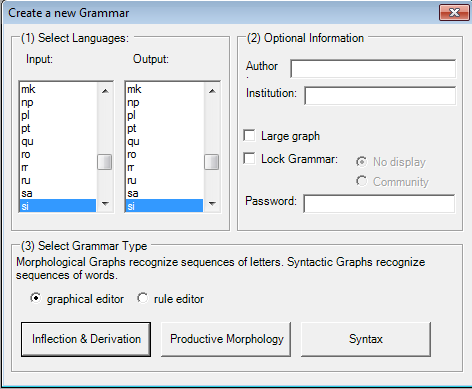 Create a new Grammar
(1) Select Languages:
Input:
Output:
mk
np
pl
pt
qu
ro
rr
ru
sa
si
mk
np
pl
pt
qu
ro
rr
ru
sa
si
(2) Optional Information
Author
:
Institution:
Large graph
Lock Grammar:
No display
Community
Password:
(3) Select Grammar Type
Morphological Graphs recognize sequences of letters. Syntactic Graphs recognize
sequences of words.
graphical editor
rule editor
Inflection & Derivation
Productive Morphology
Syntax